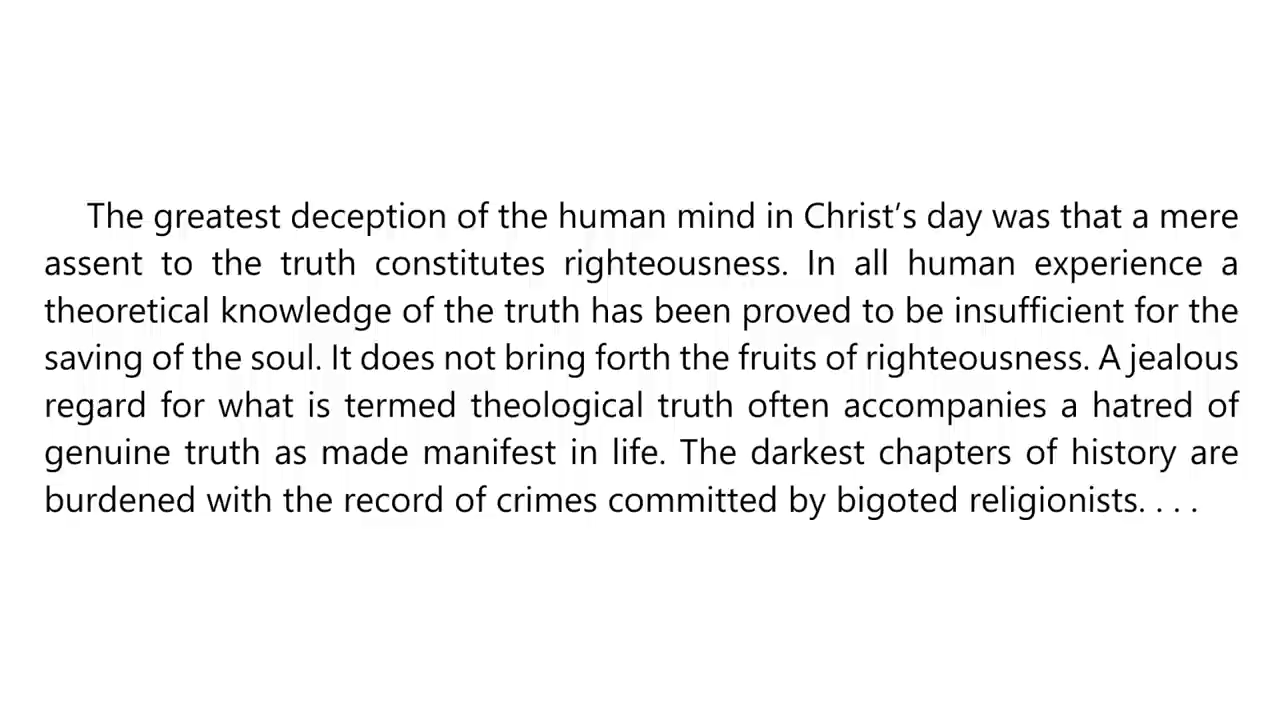 The greatest deception of the human mind in Christ’s day was that a mere
assent to the truth constitutes righteousness. In all human experience a
theoretical knowledge of the truth has been proved to be insufficient for the
saving of the soul. It does not bring forth the fruits of righteousness. A jealous
regard for what is termed theological truth often accompanies a hatred of
genuine truth as made manifest in life. The darkest chapters of history are
burdened with the record of crimes committed by bigoted religionists. . . .